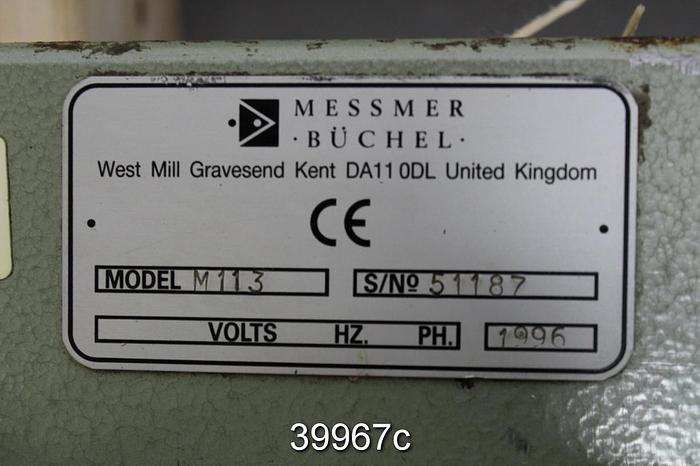 MESSMER
·BÜCHEL·
West Mill Gravesend Kent DA11 0DL United Kingdom
CE
MODEL M113
S/Nº 51187
VOLTS HZ. PH. 1996
39967c